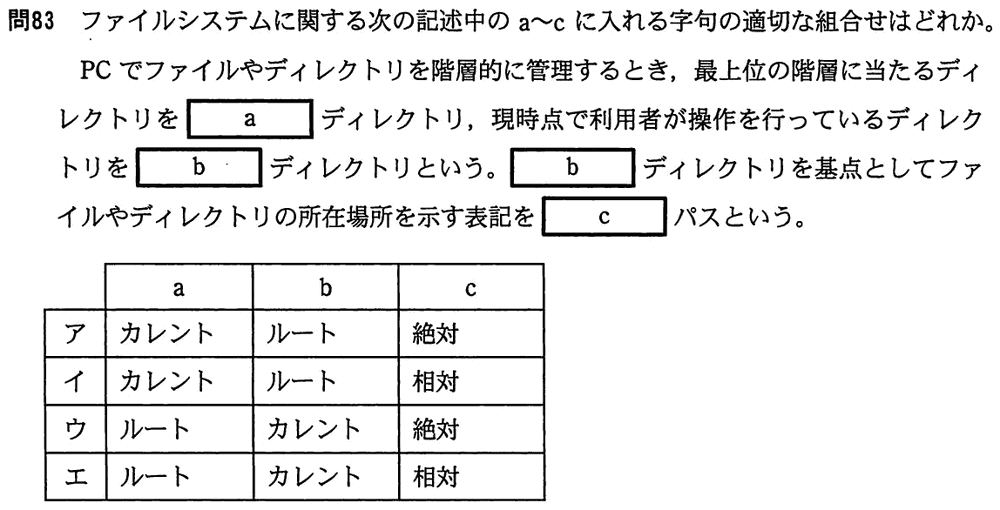 問83 ファイルシステムに関する次の記述中の a～c に入れる字句の適切な組合せはどれか。
PC でファイルやディレクトリを階層的に管理するとき，最上位の階層に当たるディ
レクトリを a ディレクトリ，現時点で利用者が操作を行っているディレク
トリを b ディレクトリという。 b ディレクトリを基点としてファ
イルやディレクトリの所在場所を示す表記を c パスという。
a b c
ア カレント ルート 絶対
イ カレント ルート 相対
ウ ルート カレント 絶対
エ ルート カレント 相対